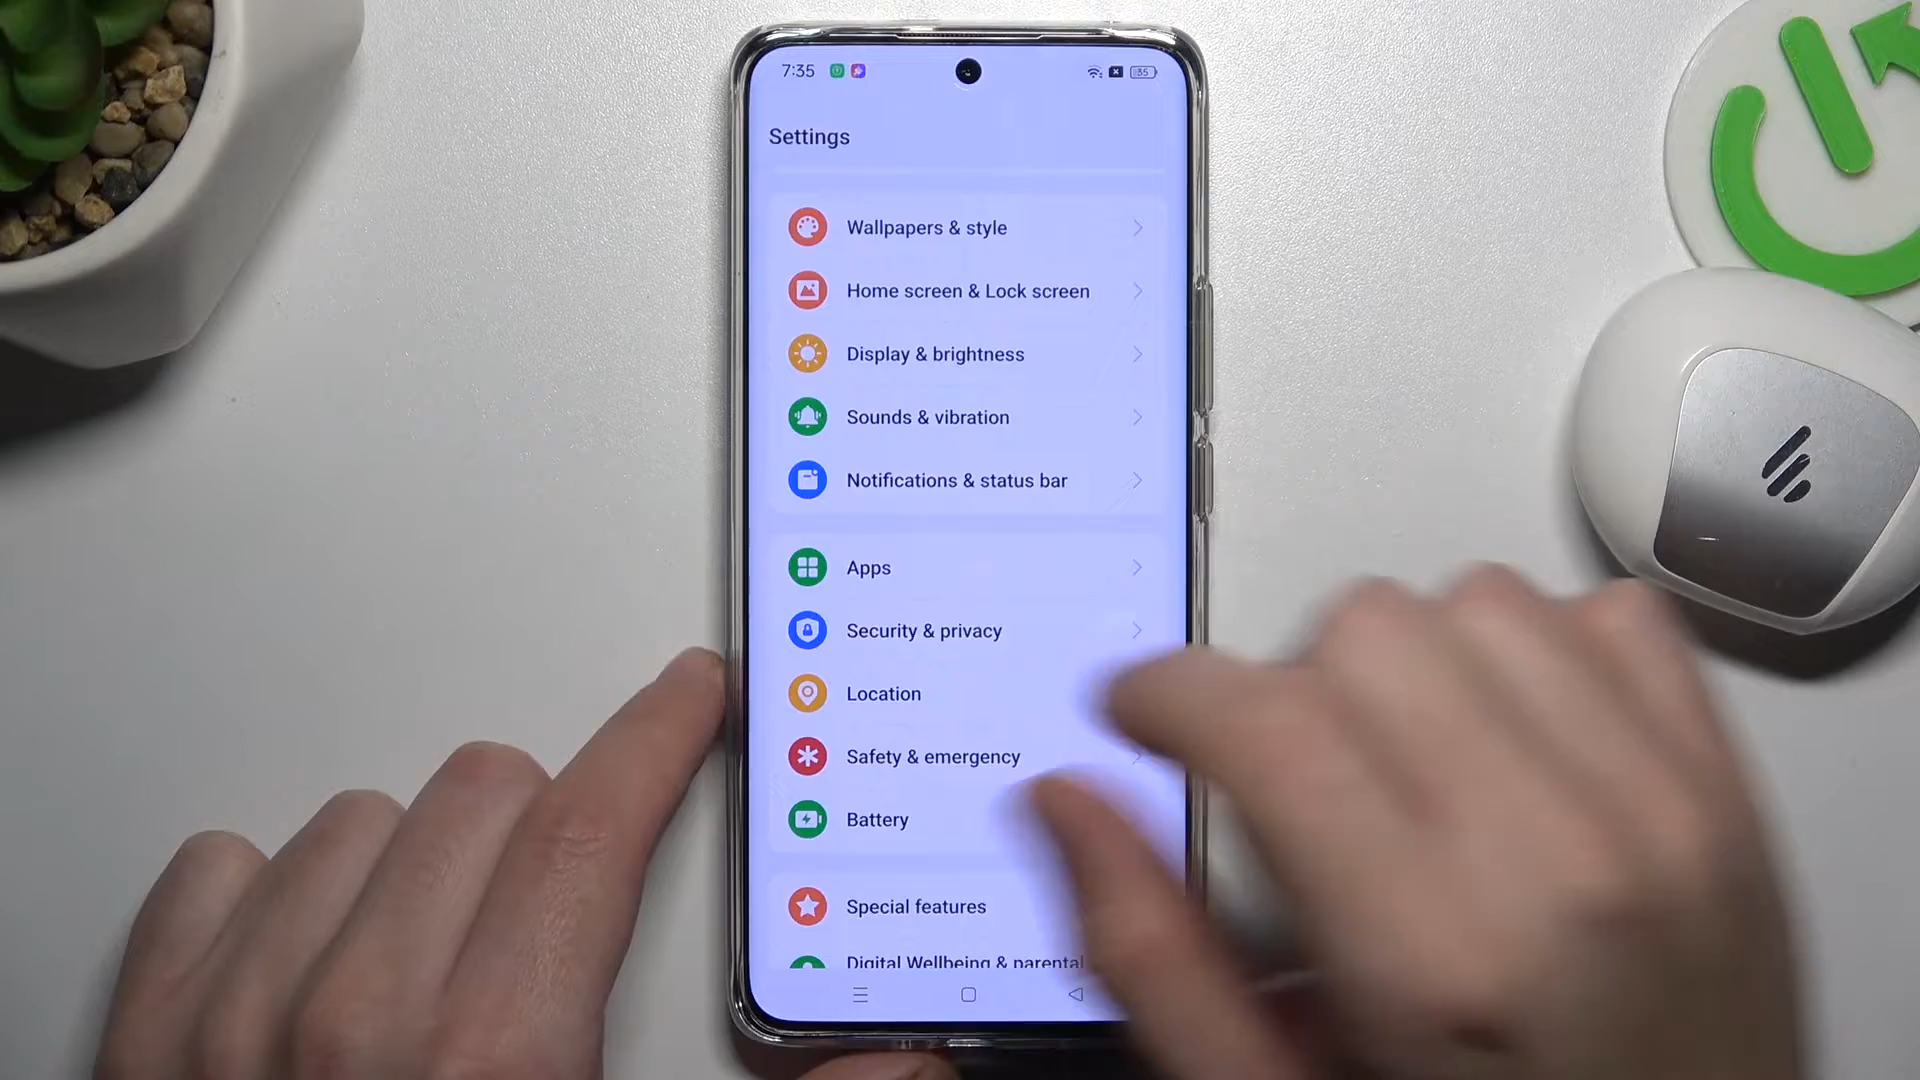 7:35
35
Settings
Wallpapers & style
Home screen & Lock screen
Display & brightness
Sounds & vibration
Notifications & status bar
Apps
Security & privacy
Location
Safety & emergency
Battery
Special features
Digital Wellbeing & parental